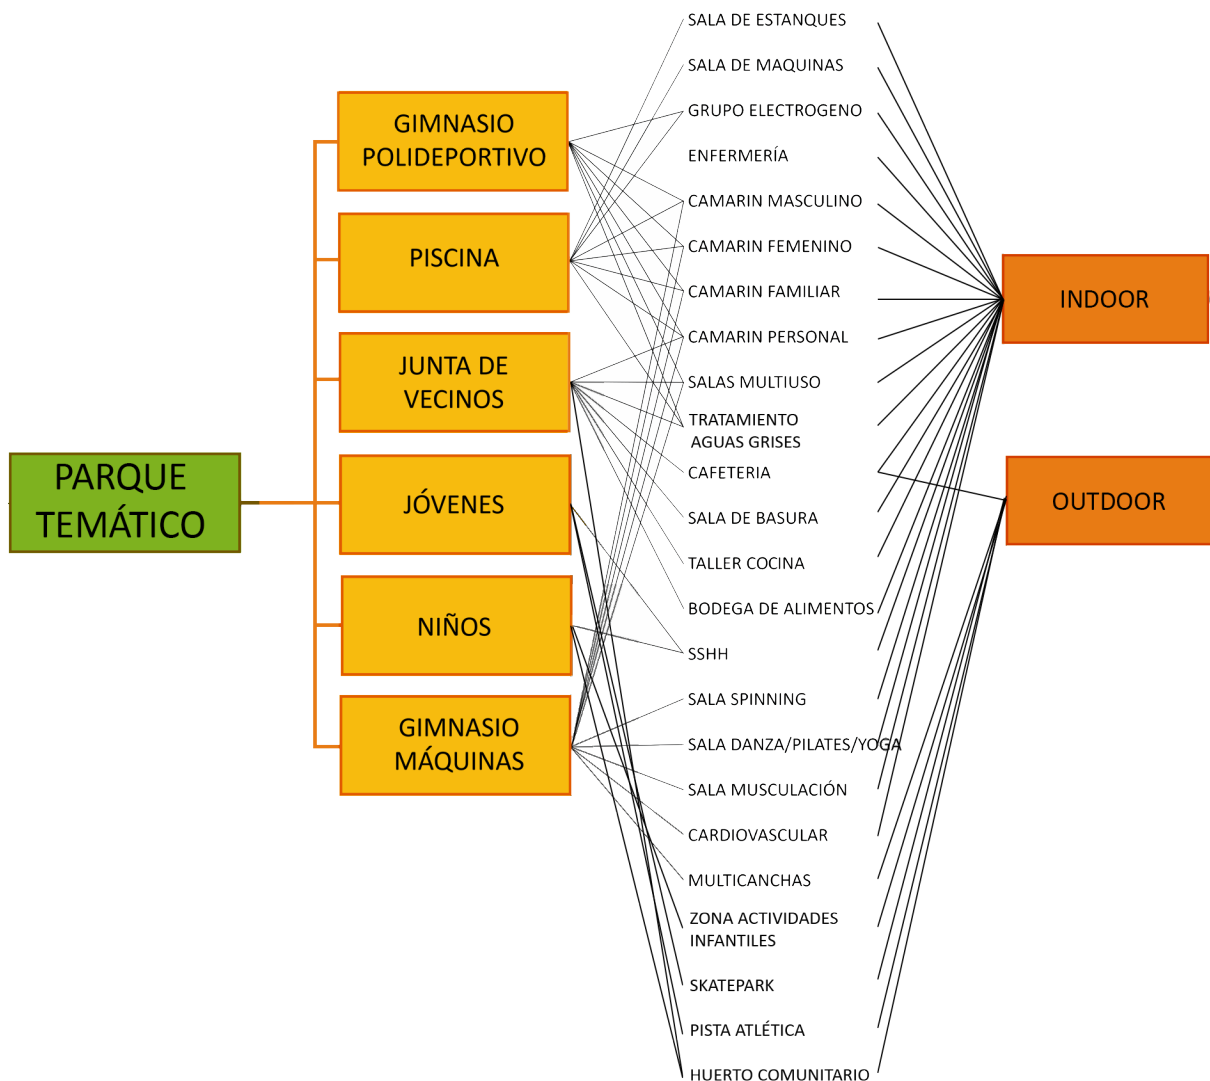 PARQUE
TEMÁTICO
GIMNASIO
POLIDEPORTIVO
PISCINA
JUNTA DE
VECINOS
JÓVENES
NIÑOS
GIMNASIO
MÁQUINAS
SALA DE ESTANQUES
SALA DE MAQUINAS
GRUPO ELECTROGENO
ENFERMERÍA
CAMARIN MASCULINO
CAMARIN FEMENINO
CAMARIN FAMILIAR
CAMARIN PERSONAL
SALAS MULTIUSO
TRATAMIENTO
AGUAS GRISES
CAFETERIA
SALA DE BASURA
TALLER COCINA
BODEGA DE ALIMENTOS
SSHH
SALA SPINNING
SALA DANZA/PILATES/YOGA
SALA MUSCULACIÓN
CARDIOVASCULAR
MULTICANCHAS
ZONA ACTIVIDADES
INFANTILES
SKATEPARK
PISTA ATLÉTICA
HUERTO COMUNITARIO
INDOOR
OUTDOOR